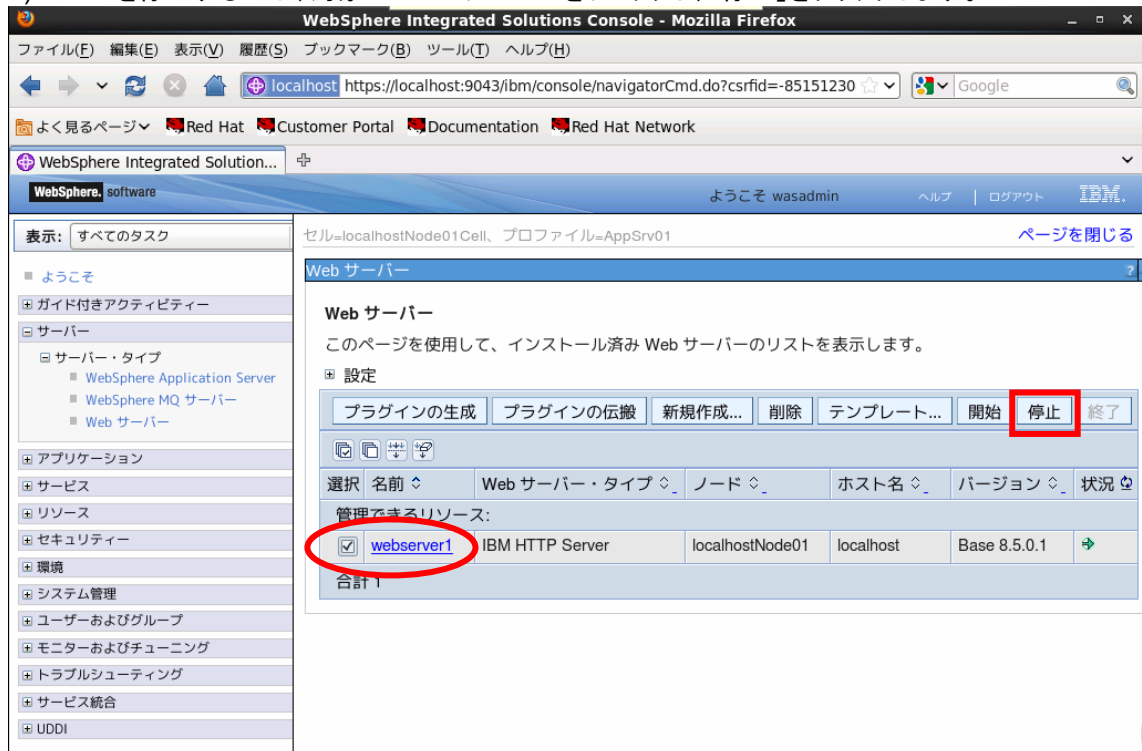 WebSphere Integrated Solutions Console - Mozilla Firefox
ファイル(F) 編集(E) 表示(V) 履歴(S) ブックマーク(B) ツール(T) ヘルプ(H)
localhost https://localhost:9043/ibm/console/navigatorCmd.do?csrfid=-85151230 Google
よく見るページ Red Hat Customer Portal Documentation Red Hat Network
WebSphere Integrated Solution...
WebSphere. software ようこそ wasadmin ヘルプ | ログアウト IBM.
表示: すべてのタスク
ようこそ
ガイド付きアクティビティー
サーバー
サーバー・タイプ
WebSphere Application Server
WebSphere MQ サーバー
Web サーバー
アプリケーション
サービス
リソース
セキュリティー
環境
システム管理
ユーザーおよびグループ
モニターおよびチューニング
トラブルシューティング
サービス統合
UDDI
セル=localhostNode01Cell、プロファイル=AppSrv01 ページを閉じる
Web サーバー ?
Web サーバー
このページを使用して、インストール済み Web サーバーのリストを表示します。
設定
プラグインの生成 プラグインの伝搬 新規作成... 削除 テンプレート... 開始 停止 終了
選択 名前 Web サーバー・タイプ ノード ホスト名 バージョン 状況
管理できるリソース:
webserver1 IBM HTTP Server localhostNode01 localhost Base 8.5.0.1
合計 1